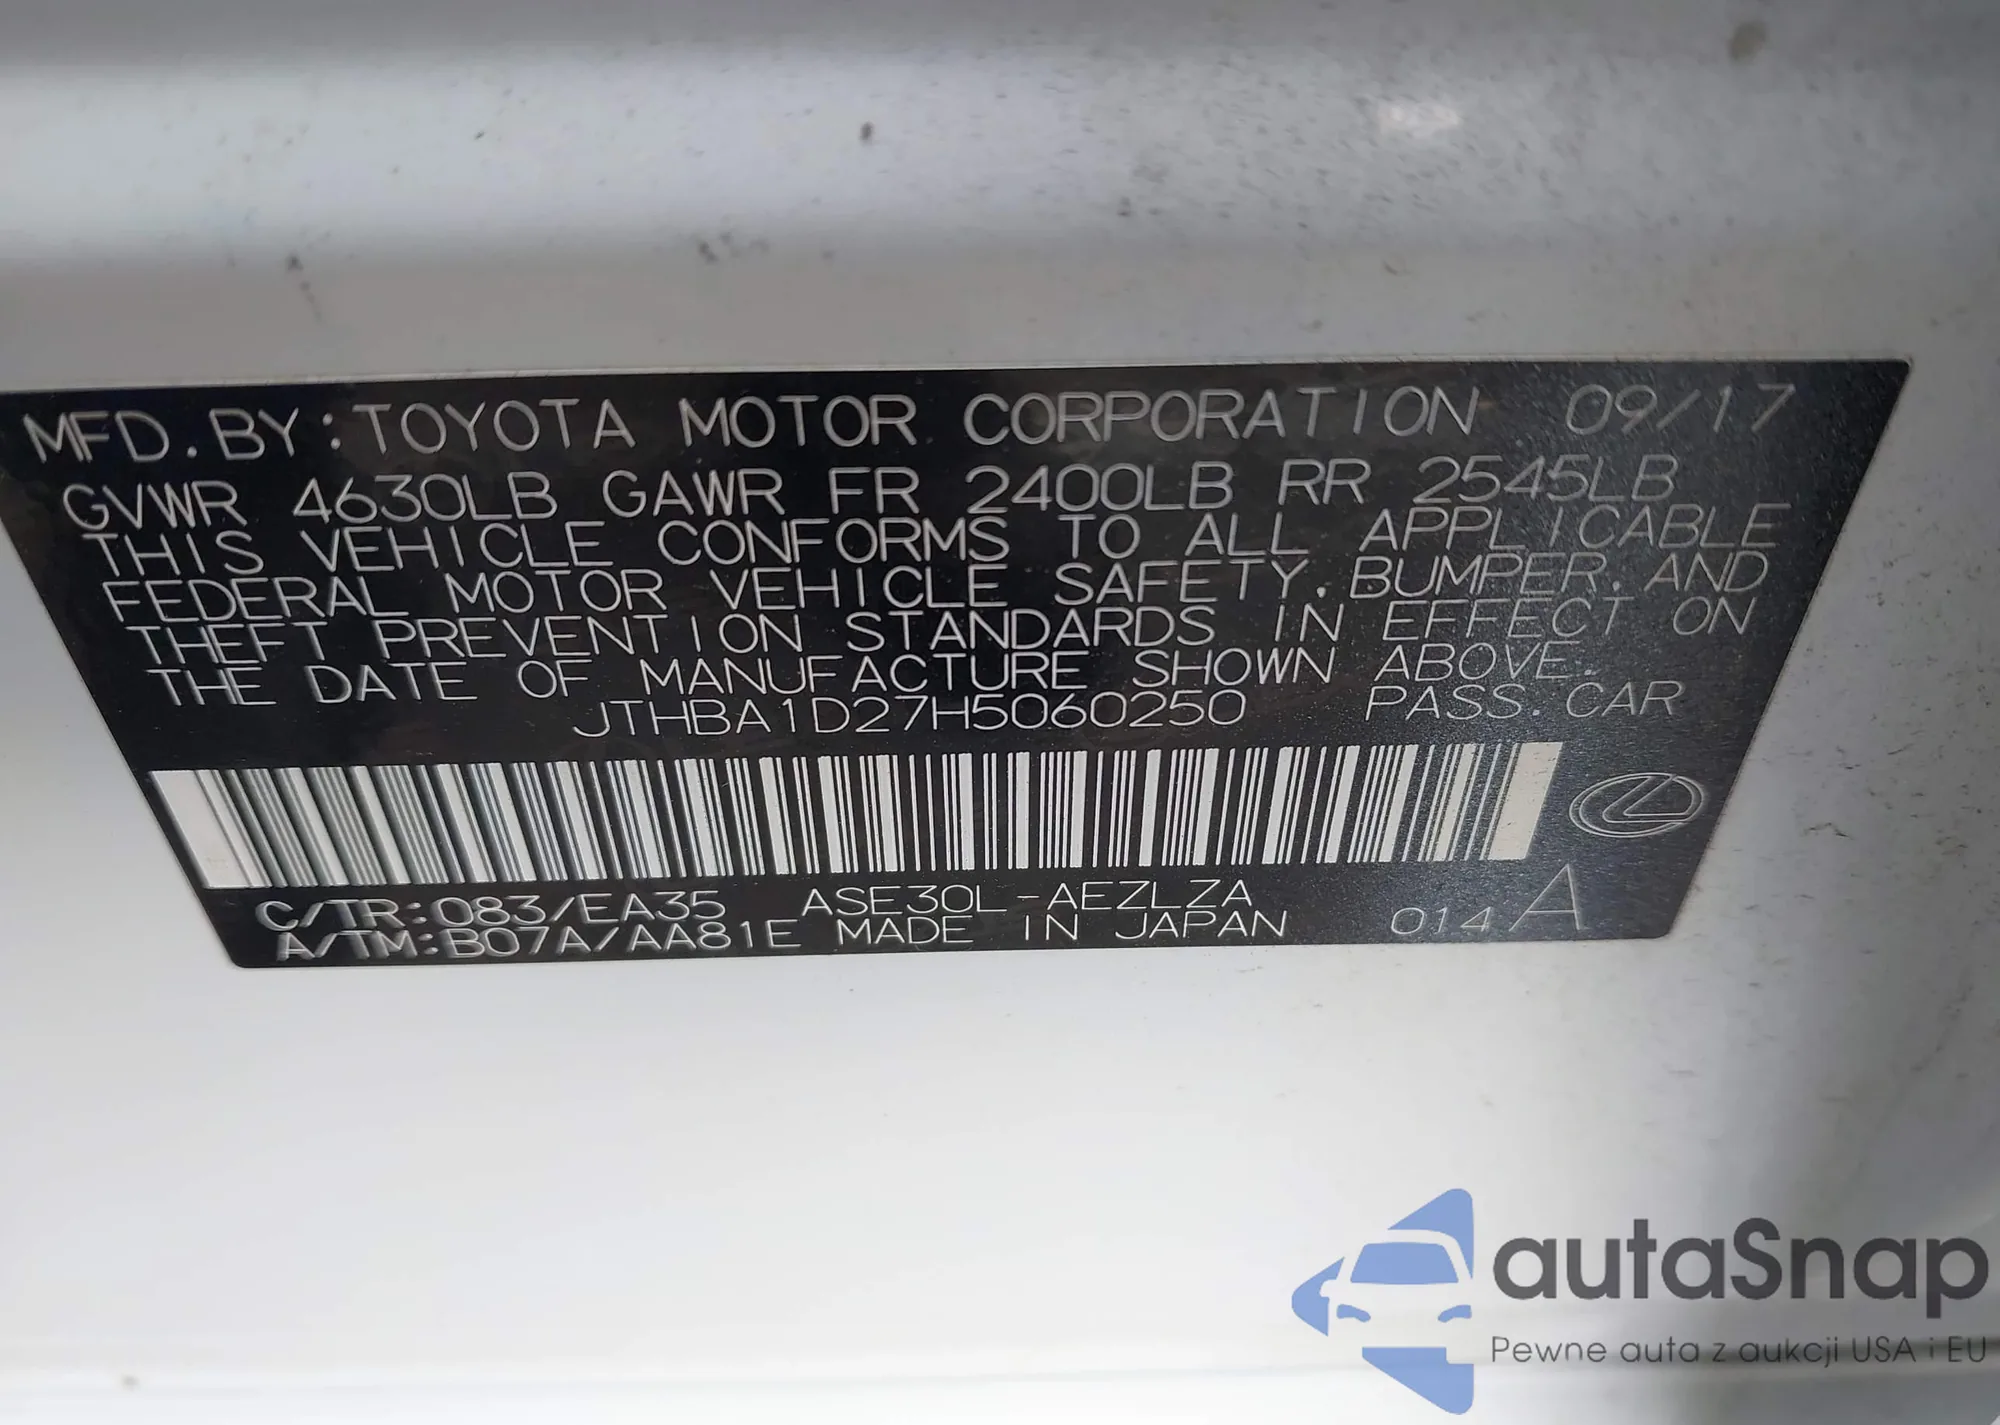 MFD. BY: TOYOTA MOTOR CORPORATION 09/17
GVWR 4630LB GAWR FR 2400LB RR 2545LB
THIS VEHICLE CONFORMS TO ALL APPLICABLE
FEDERAL MOTOR VEHICLE SAFETY, BUMPER, AND
THEFT PREVENTION STANDARDS IN EFFECT ON
THE DATE OF MANUFACTURE SHOWN ABOVE.
JTHBA1D27H5060250 PASS. CAR
C/TR:083/EA35 ASE30L-AEZLZA
A/TM:B07A/AA81E MADE IN JAPAN 014 A
autaSnap
Pewne auta z aukcji USA i EU